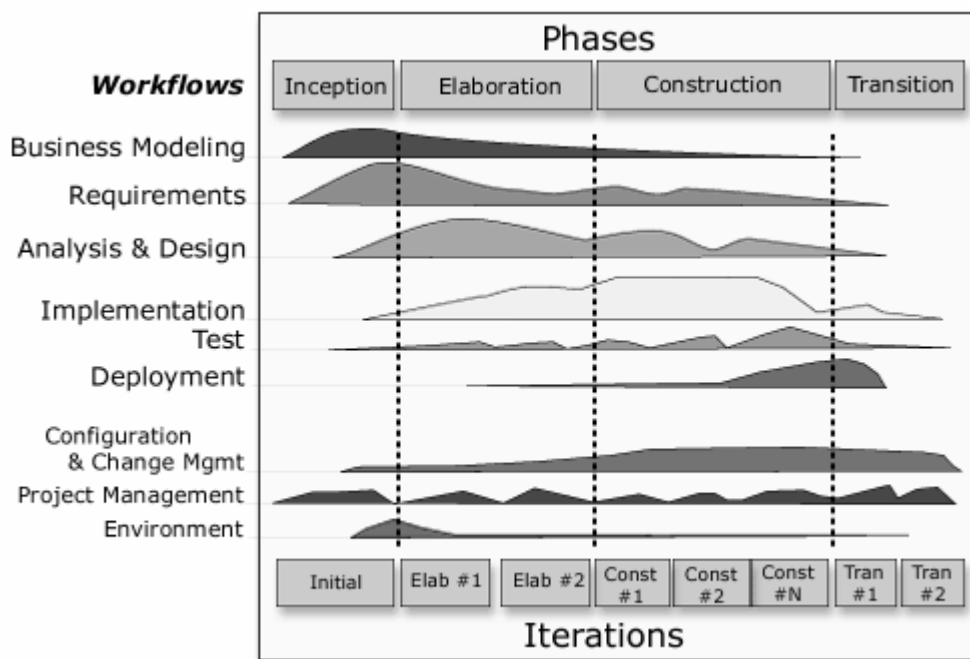 Phases
Workflows
Inception
Elaboration
Construction
Transition
Business Modeling
Requirements
Analysis & Design
Implementation
Test
Deployment
Configuration
& Change Mgmt
Project Management
Environment
Initial
Elab #1
Elab #2
Const
#1
Const
#2
Const
#N
Tran
#1
Tran
#2
Iterations